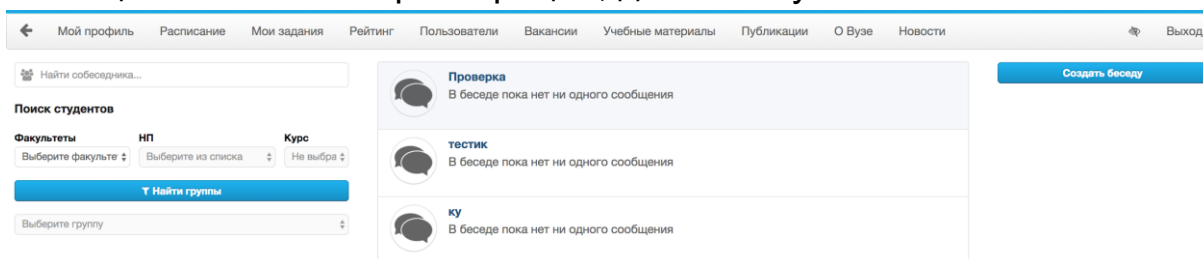 Мой профиль Расписание Мои задания Рейтинг Пользователи Вакансии Учебные материалы Публикации О Вузе Новости Выход
Найти собеседника...
Поиск студентов
Факультеты НП Курс
Выберите факульте Выберите из списка Не выбра
Найти группы
Выберите группу
Проверка
В беседе пока нет ни одного сообщения
тестик
В беседе пока нет ни одного сообщения
ку
В беседе пока нет ни одного сообщения
Создать беседу